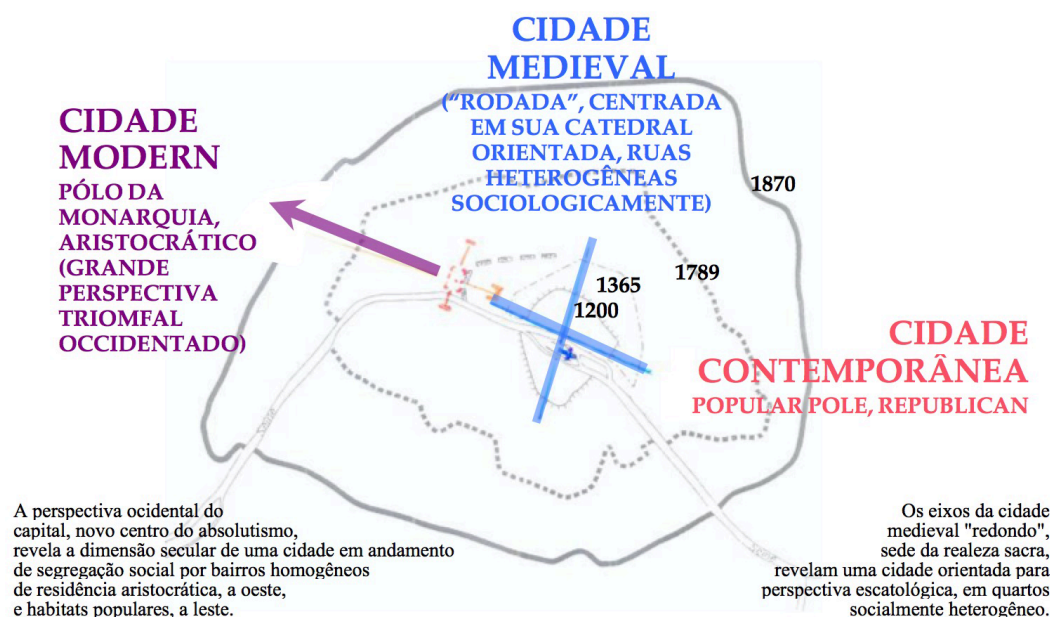 CIDADE
MEDIEVAL
(“RODADA”, CENTRADA
EM SUA CATEDRAL
ORIENTADA, RUAS
HETEROGÊNEAS
SOCIOLOGICAMENTE)
CIDADE
MODERN
PÓLO DA
MONARQUIA,
ARISTOCRÁTICO
(GRANDE
PERSPECTIVA
TRIOMFAL
OCCIDENTADO)
1870
1789
1365
1200
CIDADE
CONTEMPORÂNEA
POPULAR POLE, REPUBLICAN
A perspectiva ocidental do
capital, novo centro do absolutismo,
revela a dimensão secular de uma cidade em andamento
de segregação social por bairros homogêneos
de residência aristocrática, a oeste,
e habitats populares, a leste.
Os eixos da cidade
medieval "redondo",
sede da realeza sacra,
revelam uma cidade orientada para
perspectiva escatológica, em quartos
socialmente heterogêneo.